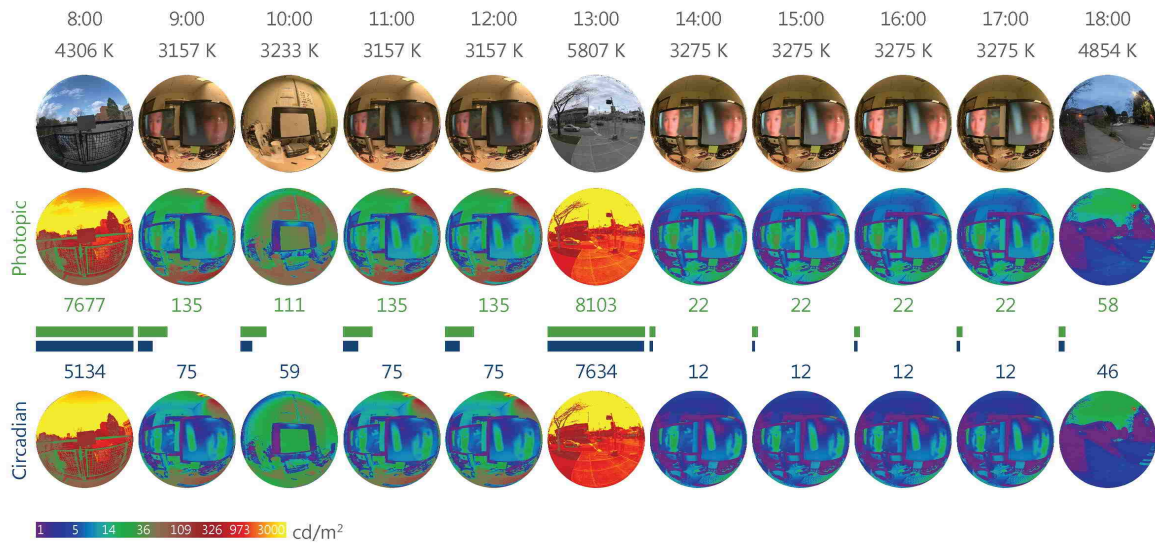 8:00 9:00 10:00 11:00 12:00 13:00 14:00 15:00 16:00 17:00 18:00
4306 K 3157 K 3233 K 3157 K 3157 K 5807 K 3275 K 3275 K 3275 K 3275 K 4854 K
Photopic
7677 135 111 135 135 8103 22 22 22 22 58
5134 75 59 75 75 7634 12 12 12 12 46
Circadian
1 5 14 36 109 326 973 3000 cd/m²